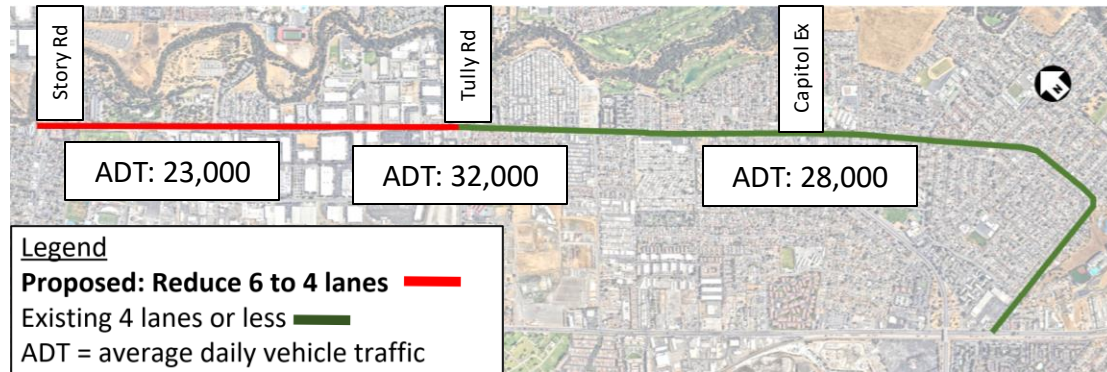 Story Rd
Tully Rd
Capitol Ex
N
ADT: 23,000
ADT: 32,000
ADT: 28,000
Legend
Proposed: Reduce 6 to 4 lanes
Existing 4 lanes or less
ADT = average daily vehicle traffic